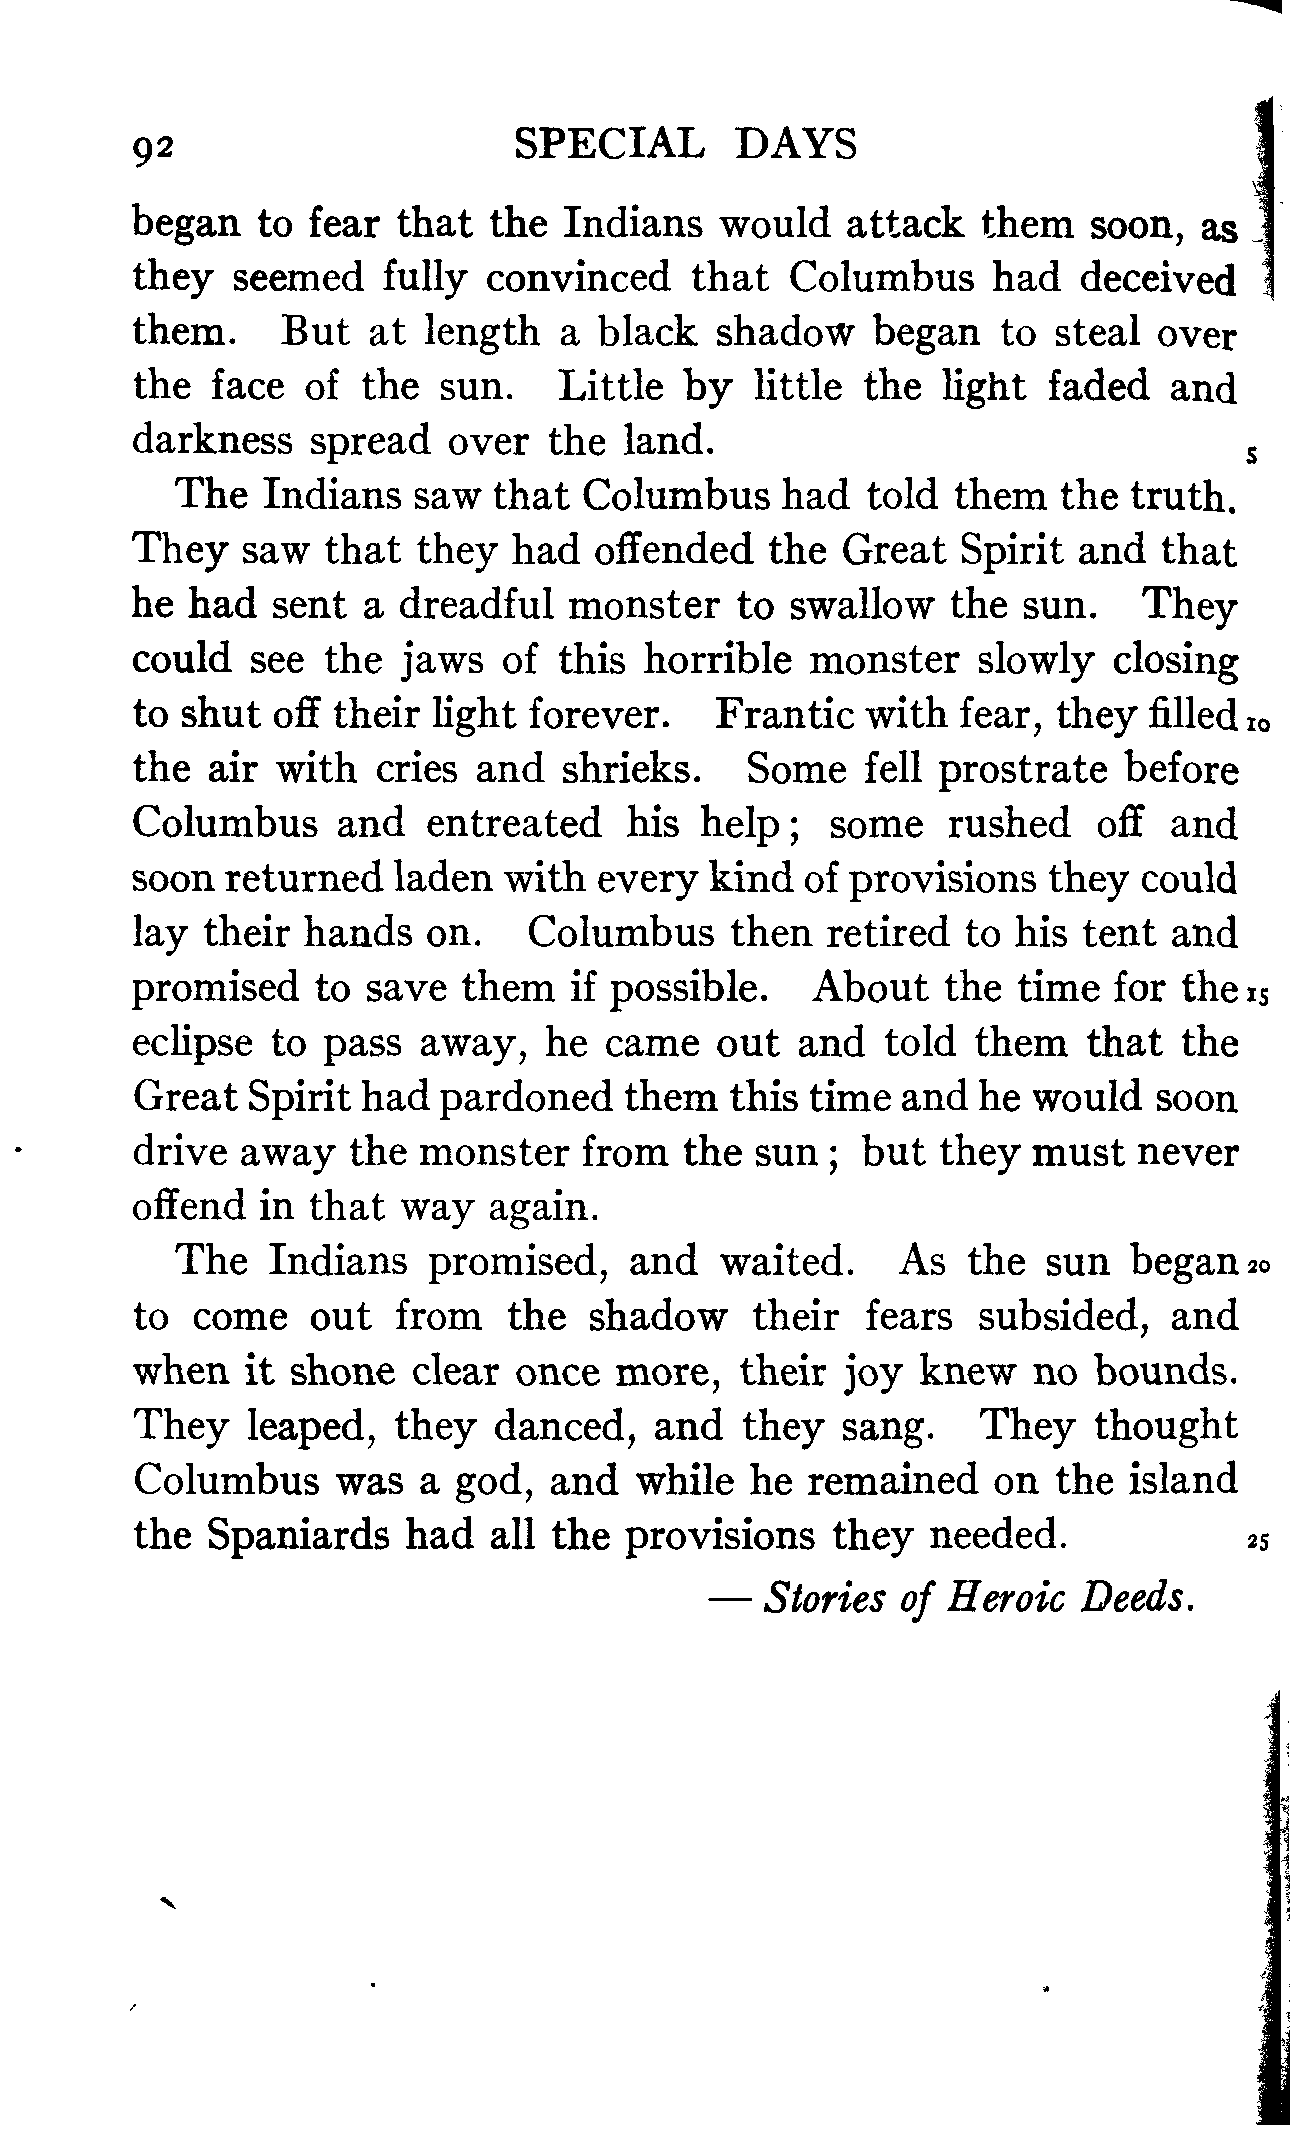 92 SPECIAL DAYS
began to fear that the Indians would attack them soon, as
they seemed fully convinced that Columbus had deceived
them. But at length a black shadow began to steal over
the face of the sun. Little by little the light faded and
darkness spread over the land. 5
The Indians saw that Columbus had told them the truth.
They saw that they had offended the Great Spirit and that
he had sent a dreadful monster to swallow the sun. They
could see the jaws of this horrible monster slowly closing
to shut off their light forever. Frantic with fear, they filled 10
the air with cries and shrieks. Some fell prostrate before
Columbus and entreated his help; some rushed off and
soon returned laden with every kind of provisions they could
lay their hands on. Columbus then retired to his tent and
promised to save them if possible. About the time for the 15
eclipse to pass away, he came out and told them that the
Great Spirit had pardoned them this time and he would soon
drive away the monster from the sun; but they must never
offend in that way again.
The Indians promised, and waited. As the sun began 20
to come out from the shadow their fears subsided, and
when it shone clear once more, their joy knew no bounds.
They leaped, they danced, and they sang. They thought
Columbus was a god, and while he remained on the island
the Spaniards had all the provisions they needed. 25
— Stories of Heroic Deeds.